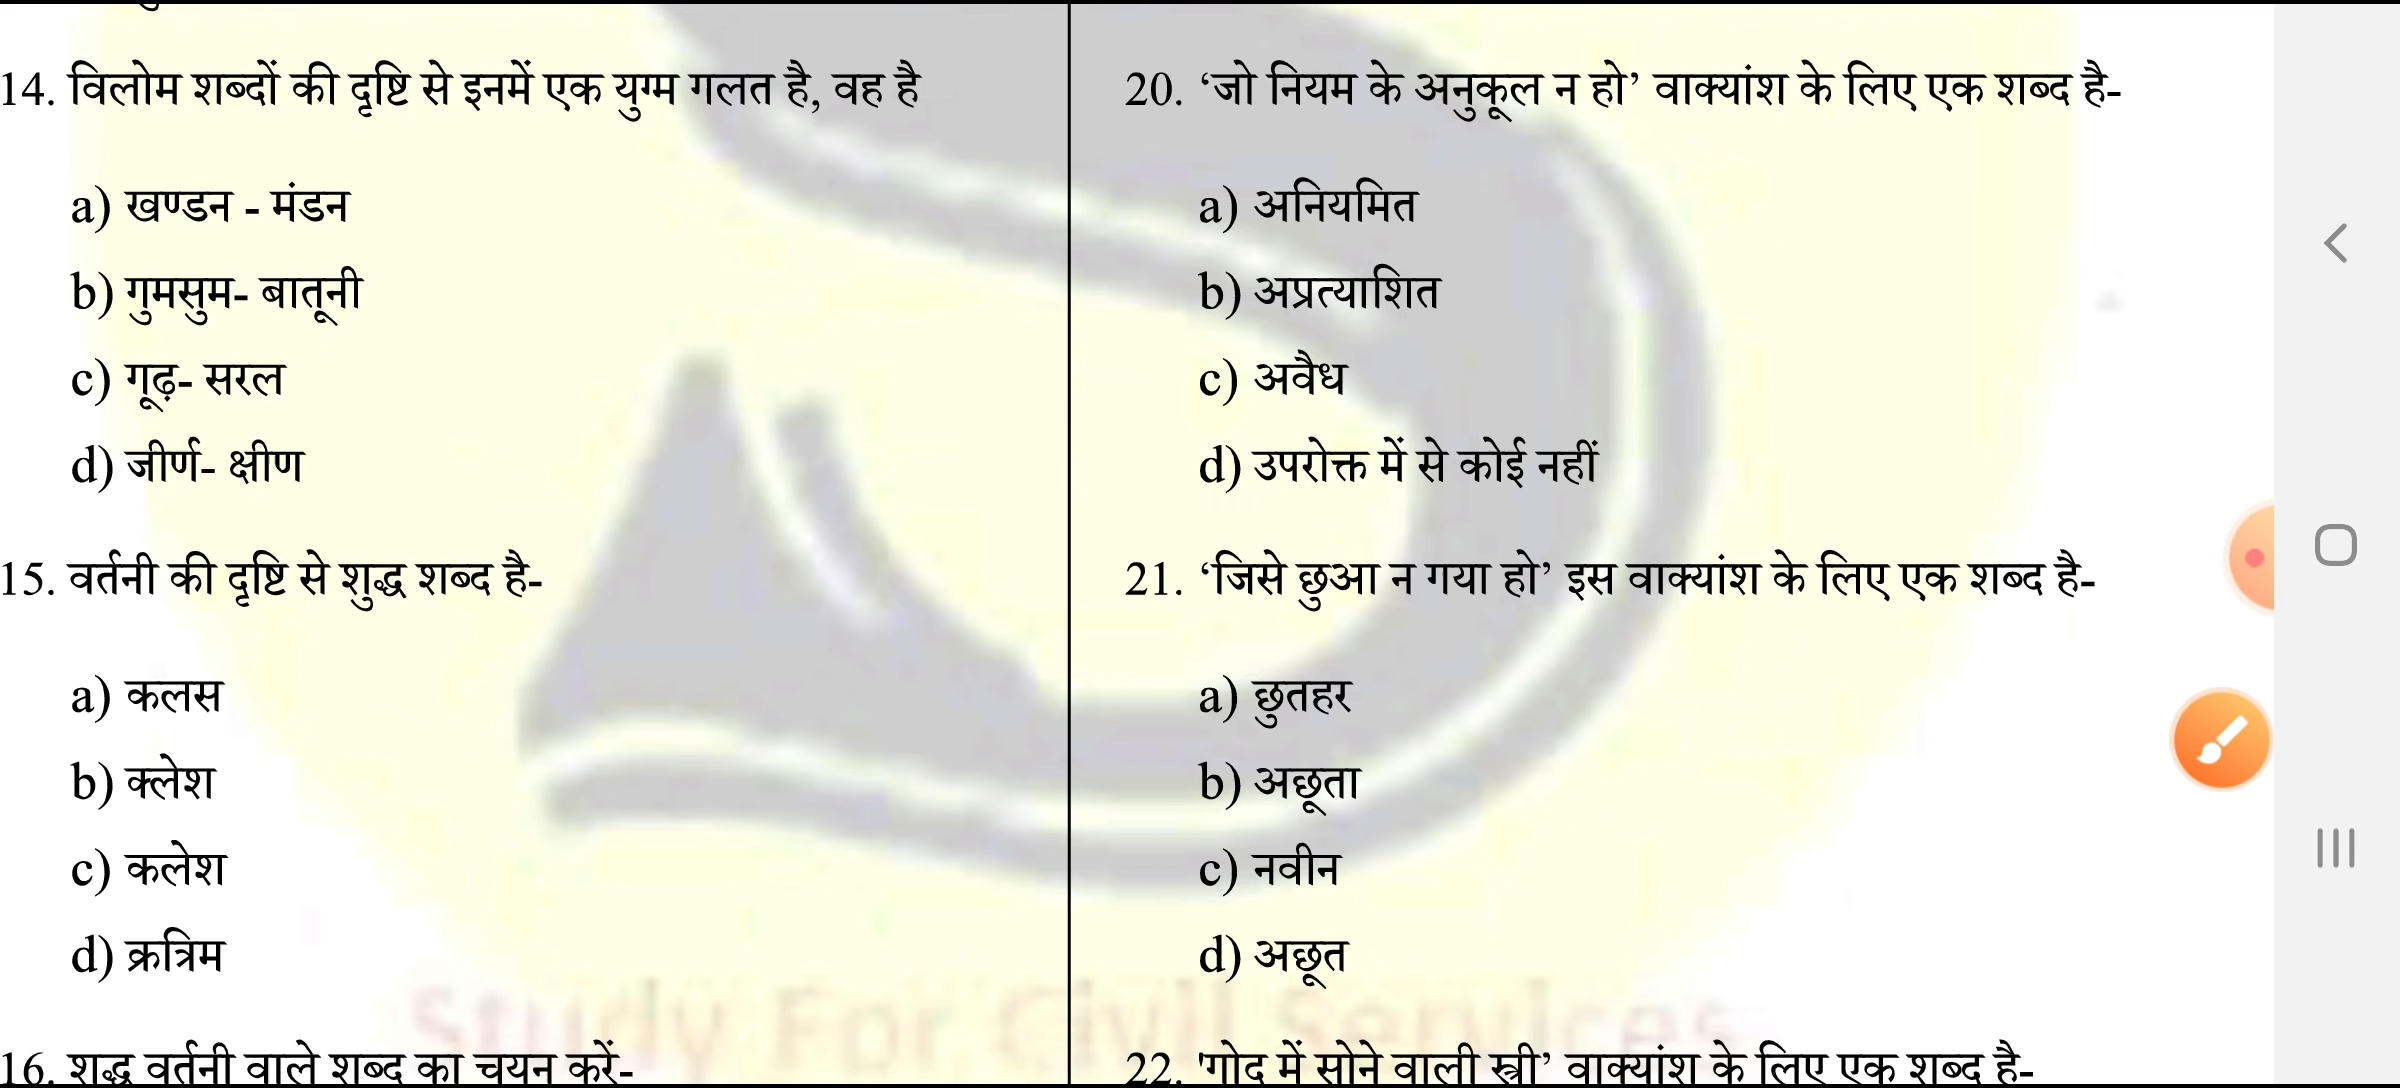 14. विलोम शब्दों की दृष्टि से इनमें एक युग्म गलत है, वह है
a) खण्डन - मंडन
b) गुमसुम- बातूनी
c) गूढ़- सरल
d) जीर्ण- क्षीण
15. वर्तनी की दृष्टि से शुद्ध शब्द है-
a) कलस
b) क्लेश
c) कलेश
d) क्रत्रिम
16. शुद्ध वर्तनी वाले शब्द का चयन करें-
20. ‘जो नियम के अनुकूल न हो’ वाक्यांश के लिए एक शब्द है-
a) अनियमित
b) अप्रत्याशित
c) अवैध
d) उपरोक्त में से कोई नहीं
21. ‘जिसे छुआ न गया हो’ इस वाक्यांश के लिए एक शब्द है-
a) छुतहर
b) अछूता
c) नवीन
d) अछूत
22. 'गोद में सोने वाली स्त्री’ वाक्यांश के लिए एक शब्द है-
Study For Civil Services